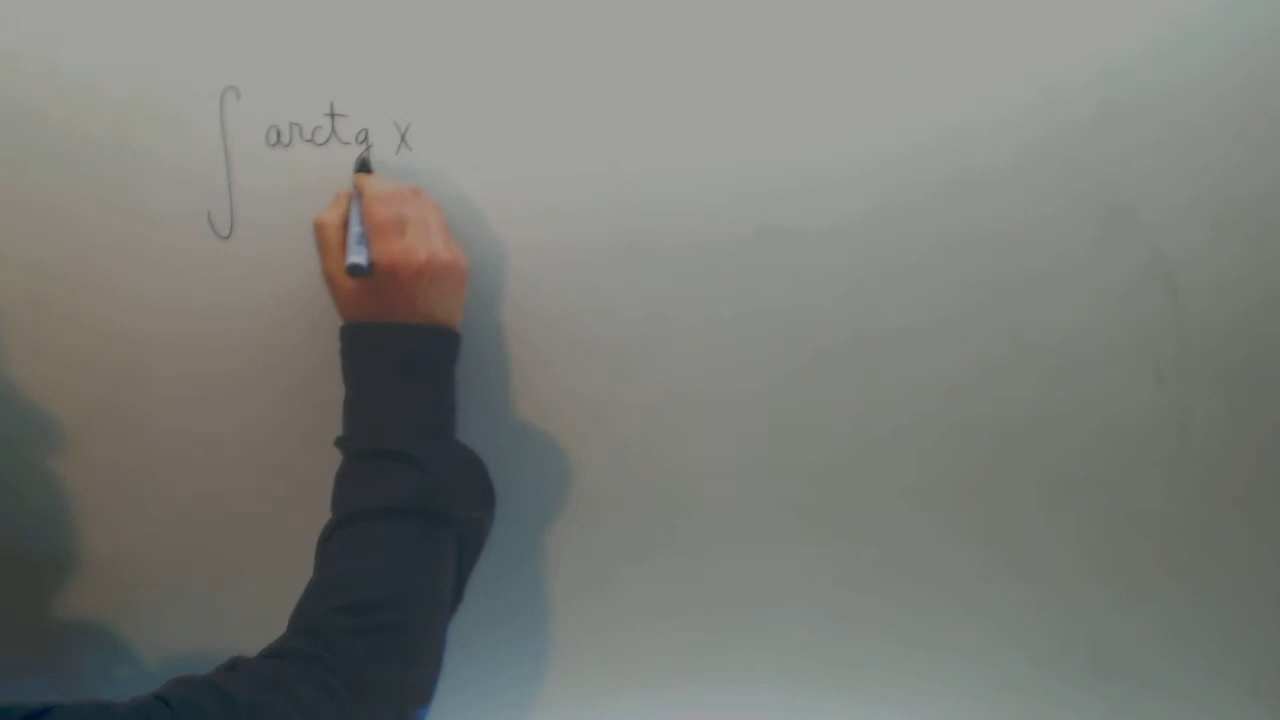 ∫ arctg x